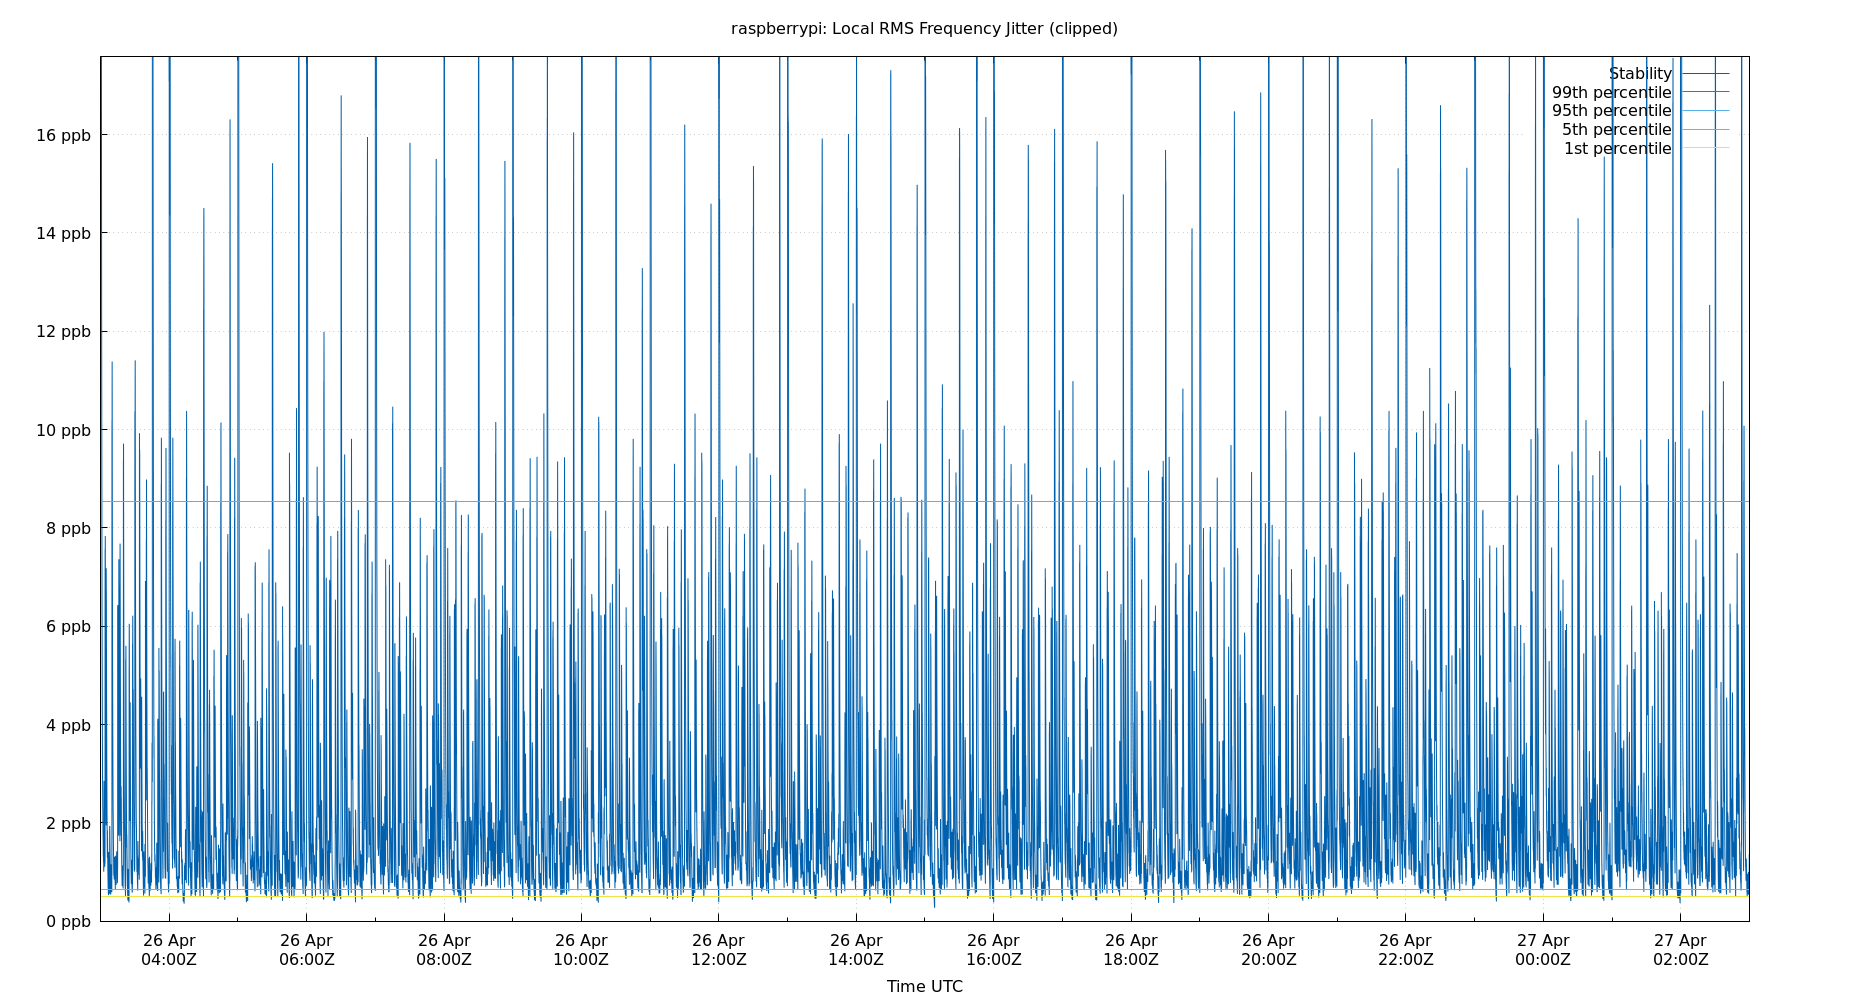 raspberrypi: Local RMS Frequency Jitter (clipped)
Stability
99th percentile
95th percentile
5th percentile
1st percentile
16 ppb
14 ppb
12 ppb
10 ppb
8 ppb
6 ppb
4 ppb
2 ppb
0 ppb
26 Apr 26 Apr 26 Apr 26 Apr 26 Apr 26 Apr 26 Apr 26 Apr 26 Apr 26 Apr 27 Apr 27 Apr
04:00Z 06:00Z 08:00Z 10:00Z 12:00Z 14:00Z 16:00Z 18:00Z 20:00Z 22:00Z 00:00Z 02:00Z
Time UTC